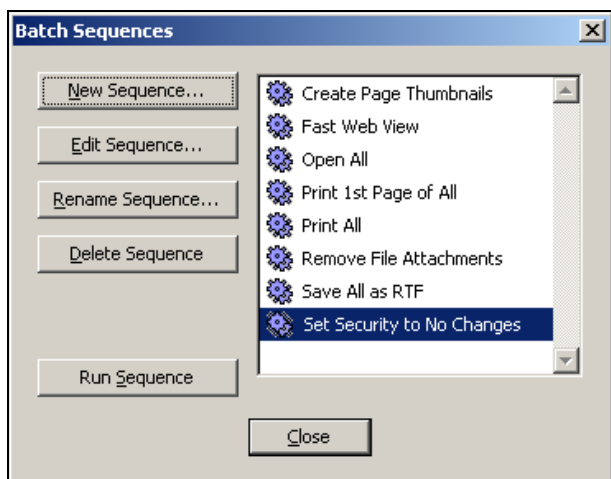 Batch Sequences
New Sequence...
Edit Sequence...
Rename Sequence...
Delete Sequence
Run Sequence
Create Page Thumbnails
Fast Web View
Open All
Print 1st Page of All
Print All
Remove File Attachments
Save All as RTF
Set Security to No Changes
Close